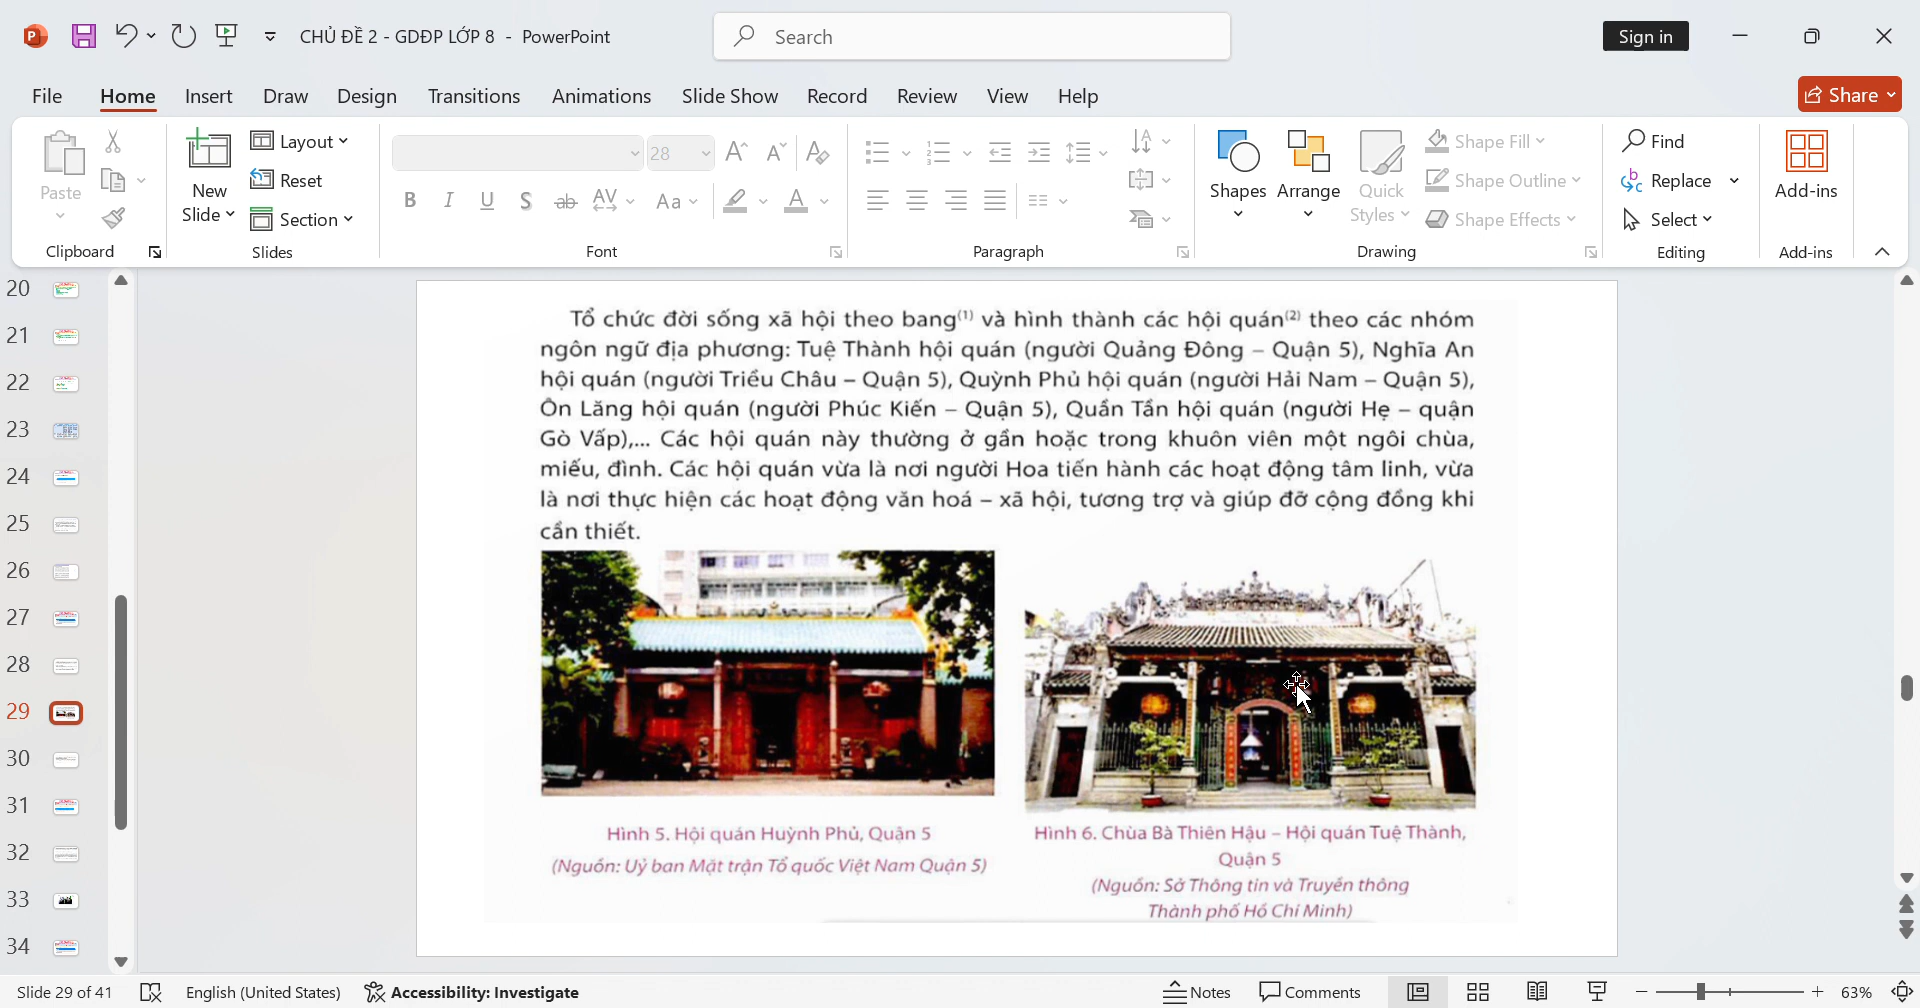 CHỦ ĐỀ 2 - GDĐP LỚP 8 - PowerPoint
Search
Sign in
File Home Insert Draw Design Transitions Animations Slide Show Record Review View Help
Share
Paste
Clipboard
New Slide
Layout
Reset
Section
Slides
28
Font
Paragraph
Shapes
Arrange
Quick Styles
Shape Fill
Shape Outline
Shape Effects
Drawing
Find
Replace
Select
Editing
Add-ins
Add-ins
20
21
22
23
24
25
26
27
28
29
30
31
32
33
34
Tổ chức đời sống xã hội theo bang⁽¹⁾ và hình thành các hội quán⁽²⁾ theo các nhóm
ngôn ngữ địa phương: Tuệ Thành hội quán (người Quảng Đông – Quận 5), Nghĩa An
hội quán (người Triều Châu – Quận 5), Quỳnh Phủ hội quán (người Hải Nam – Quận 5),
Ôn Lăng hội quán (người Phúc Kiến – Quận 5), Quần Tân hội quán (người Hẹ – quận
Gò Vấp),... Các hội quán này thường ở gần hoặc trong khuôn viên một ngôi chùa,
miếu, đình. Các hội quán vừa là nơi người Hoa tiến hành các hoạt động tâm linh, vừa
là nơi thực hiện các hoạt động văn hoá – xã hội, tương trợ và giúp đỡ cộng đồng khi
cần thiết.
Hình 5. Hội quán Huỳnh Phủ, Quận 5
(Nguồn: Uỷ ban Mặt trận Tổ quốc Việt Nam Quận 5)
Hình 6. Chùa Bà Thiên Hậu – Hội quán Tuệ Thành,
Quận 5
(Nguồn: Sở Thông tin và Truyền thông
Thành phố Hồ Chí Minh)
Slide 29 of 41
English (United States)
Accessibility: Investigate
Notes
Comments
63%